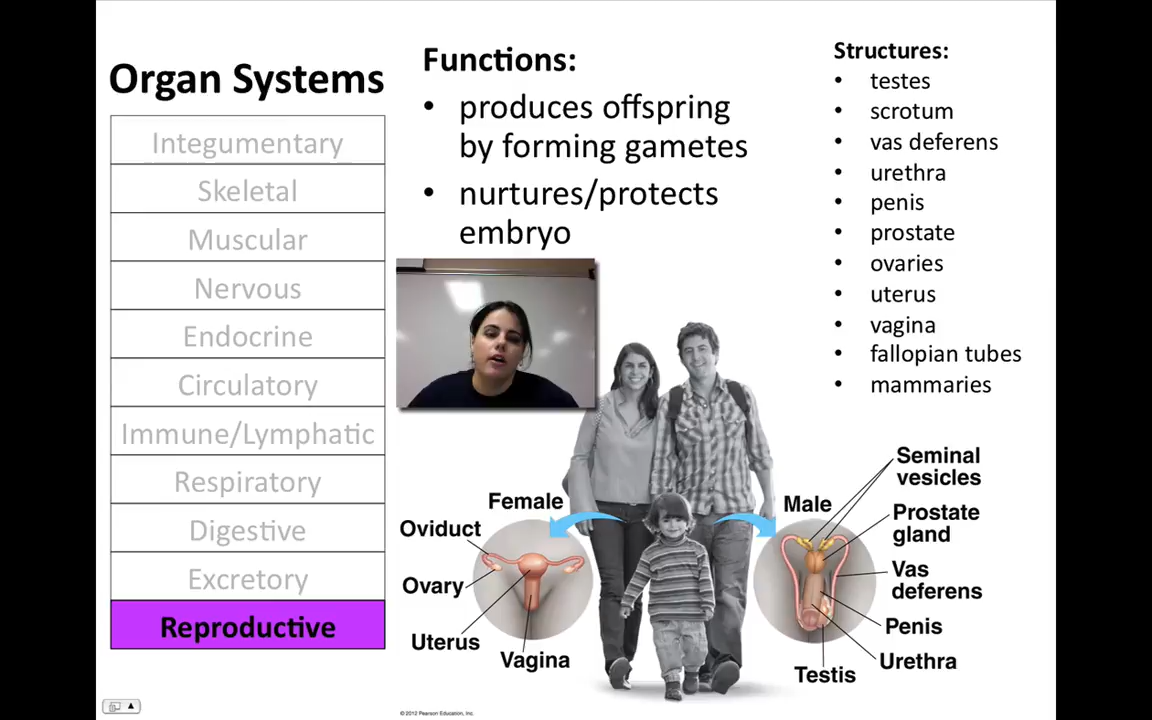 Organ Systems
Integumentary
Skeletal
Muscular
Nervous
Endocrine
Circulatory
Immune/Lymphatic
Respiratory
Digestive
Excretory
Reproductive
Functions:
• produces offspring
by forming gametes
• nurtures/protects
embryo
Structures:
• testes
• scrotum
• vas deferens
• urethra
• penis
• prostate
• ovaries
• uterus
• vagina
• fallopian tubes
• mammaries
Female
Oviduct
Ovary
Uterus
Vagina
Male
Seminal
vesicles
Prostate
gland
Vas
deferens
Penis
Urethra
Testis
© 2012 Pearson Education, Inc.